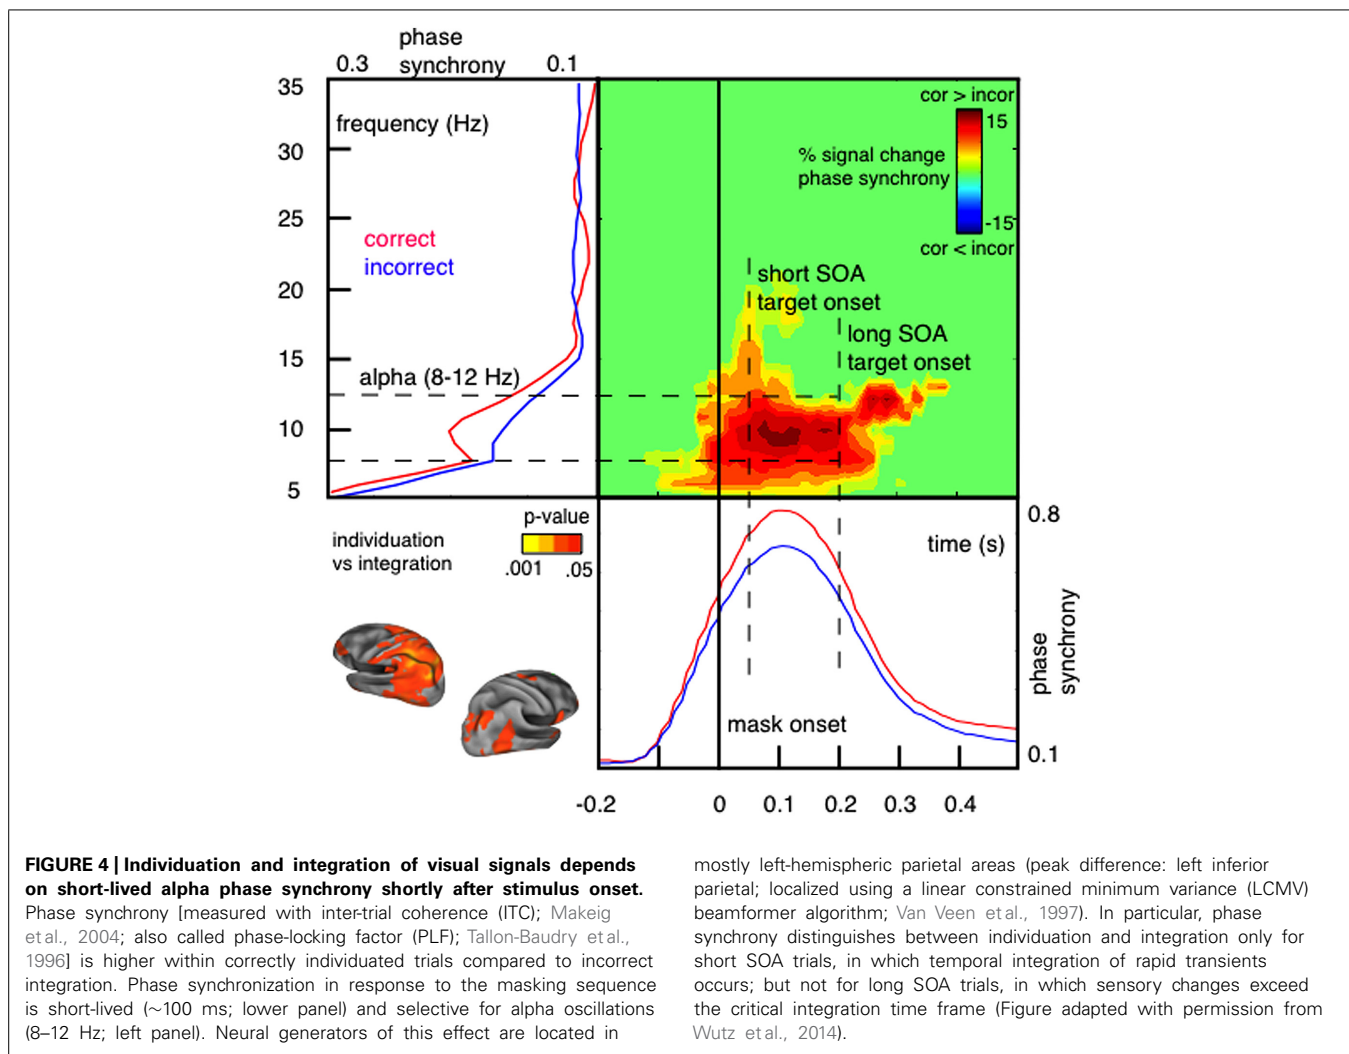 phase
synchrony
0.3
0.1
35
30
25
20
15
10
5
frequency (Hz)
correct
incorrect
alpha (8-12 Hz)
cor > incor
15
% signal change
phase synchrony
-15
cor < incor
short SOA
target onset
long SOA
target onset
individuation
vs integration
p-value
.001 .05
0.8
time (s)
phase
synchrony
mask onset
0.1
-0.2 0 0.1 0.2 0.3 0.4
FIGURE 4 | Individuation and integration of visual signals depends
on short-lived alpha phase synchrony shortly after stimulus onset.
Phase synchrony [measured with inter-trial coherence (ITC); Makeig
et al., 2004; also called phase-locking factor (PLF); Tallon-Baudry et al.,
1996] is higher within correctly individuated trials compared to incorrect
integration. Phase synchronization in response to the masking sequence
is short-lived (~100 ms; lower panel) and selective for alpha oscillations
(8–12 Hz; left panel). Neural generators of this effect are located in
mostly left-hemispheric parietal areas (peak difference: left inferior
parietal; localized using a linear constrained minimum variance (LCMV)
beamformer algorithm; Van Veen et al., 1997). In particular, phase
synchrony distinguishes between individuation and integration only for
short SOA trials, in which temporal integration of rapid transients
occurs; but not for long SOA trials, in which sensory changes exceed
the critical integration time frame (Figure adapted with permission from
Wutz et al., 2014).